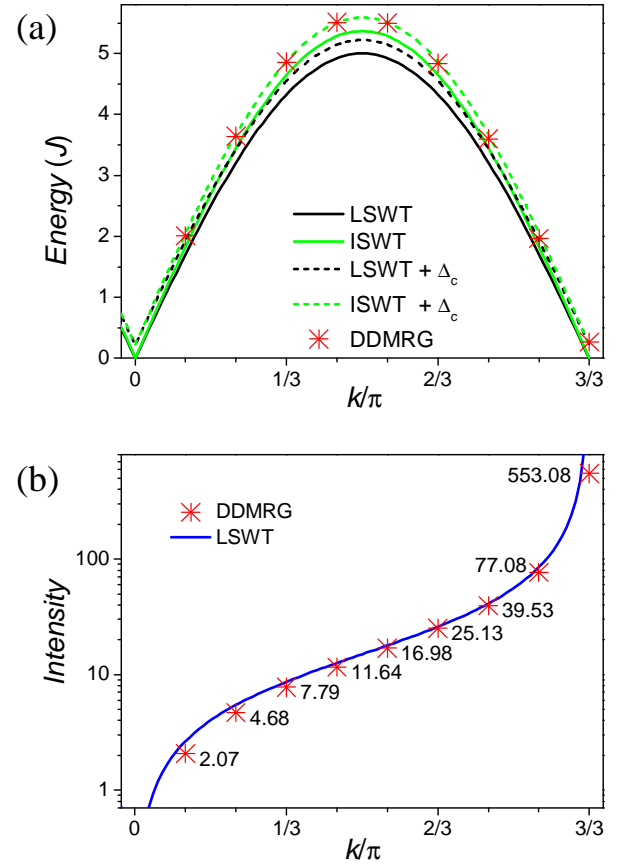 (a)
5
4
3
2
1
0
Energy (J)
LSWT
ISWT
LSWT + Δc
ISWT + Δc
DDMRG
0 1/3 2/3 3/3
k/π
(b)
100
10
1
Intensity
DDMRG
LSWT
553.08
77.08
39.53
25.13
16.98
11.64
7.79
4.68
2.07
0 1/3 2/3 3/3
k/π